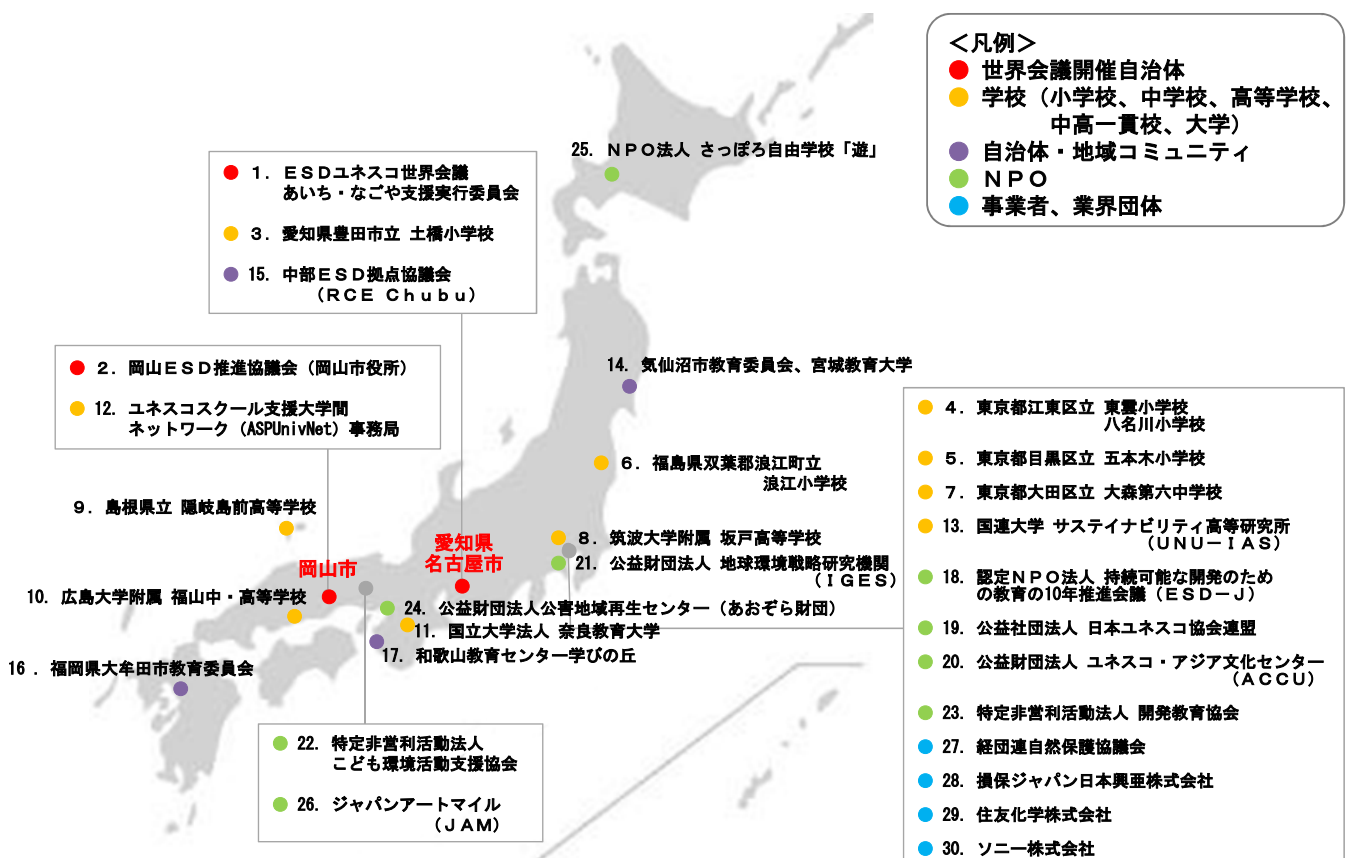 ＜凡例＞
世界会議開催自治体
学校（小学校、中学校、高等学校、
中高一貫校、大学）
自治体・地域コミュニティ
ＮＰＯ
事業者、業界団体
25. ＮＰＯ法人 さっぽろ自由学校「遊」
１. ＥＳＤユネスコ世界会議
あいち・なごや支援実行委員会
３. 愛知県豊田市立 土橋小学校
15. 中部ＥＳＤ拠点協議会
（ＲＣＥ Ｃｈｕｂｕ）
２. 岡山ＥＳＤ推進協議会（岡山市役所）
12. ユネスコスクール支援大学間
ネットワーク（ASPUnivNet）事務局
14. 気仙沼市教育委員会、宮城教育大学
６. 福島県双葉郡浪江町立
浪江小学校
９. 島根県立 隠岐島前高等学校
８. 筑波大学附属 坂戸高等学校
21. 公益財団法人 地球環境戦略研究機関
（ＩＧＥＳ）
愛知県
名古屋市
岡山市
10. 広島大学附属 福山中・高等学校
24. 公益財団法人公害地域再生センター（あおぞら財団）
11. 国立大学法人 奈良教育大学
17. 和歌山教育センター学びの丘
16 . 福岡県大牟田市教育委員会
22. 特定非営利活動法人
こども環境活動支援協会
26. ジャパンアートマイル
（ＪＡＭ）
４. 東京都江東区立 東雲小学校
八名川小学校
５. 東京都目黒区立 五本木小学校
７. 東京都大田区立 大森第六中学校
13. 国連大学 サステイナビリティ高等研究所
（ＵＮＵ－ＩＡＳ）
18. 認定ＮＰＯ法人 持続可能な開発のため
の教育の10年推進会議（ＥＳＤ－Ｊ）
19. 公益社団法人 日本ユネスコ協会連盟
20. 公益財団法人 ユネスコ・アジア文化センター
（ＡＣＣＵ）
23. 特定非営利活動法人 開発教育協会
27. 経団連自然保護協議会
28. 損保ジャパン日本興亜株式会社
29. 住友化学株式会社
30. ソニー株式会社